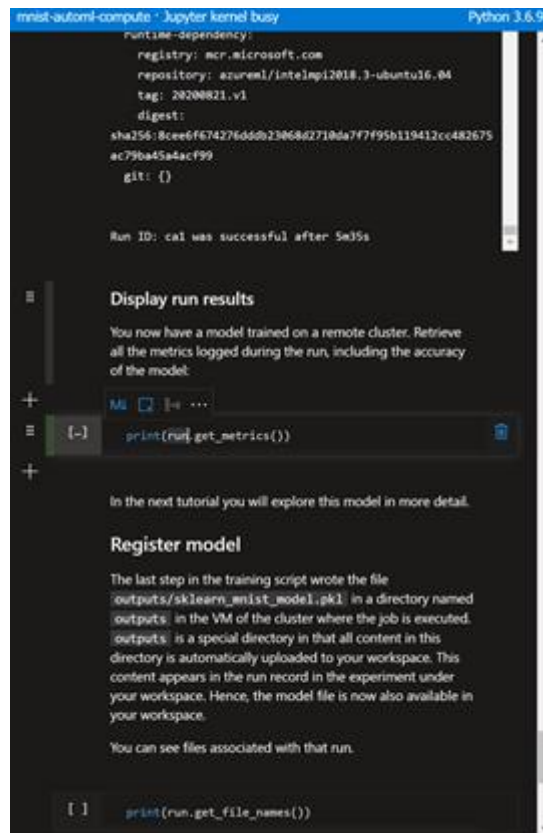 mnist-automl-compute · Jupyter kernel busy
Python 3.6.9
runtime-dependency:
registry: mcr.microsoft.com
repository: azureml/intelmpi2018.3-ubuntu16.04
tag: 20200821.v1
digest:
sha256:8cee6f674276dddb23068d2710da7f7f95b119412cc482675
ac79ba45a4acf99
git: {}
Run ID: ca1 was successful after 5m35s
Display run results
You now have a model trained on a remote cluster. Retrieve
all the metrics logged during the run, including the accuracy
of the model:
M↓
[-] print(run.get_metrics())
In the next tutorial you will explore this model in more detail.
Register model
The last step in the training script wrote the file
outputs/sklearn_mnist_model.pkl in a directory named
outputs in the VM of the cluster where the job is executed.
outputs is a special directory in that all content in this
directory is automatically uploaded to your workspace. This
content appears in the run record in the experiment under
your workspace. Hence, the model file is now also available in
your workspace.
You can see files associated with that run.
[ ] print(run.get_file_names())